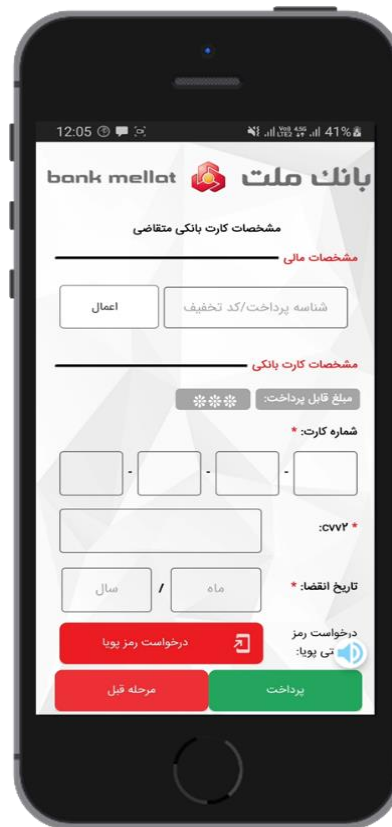 12:05 41%
bank mellat بانك ملت
مشخصات کارت بانکی متقاضی
مشخصات مالی
شناسه پرداخت/کد تخفیف اعمال
مشخصات کارت بانکی
مبلغ قابل پرداخت: ***
شماره کارت: *
- - -
* cvv۲:
تاریخ انقضا: * ماه / سال
درخواست رمز
تی پویا:
درخواست رمز پویا
پرداخت مرحله قبل